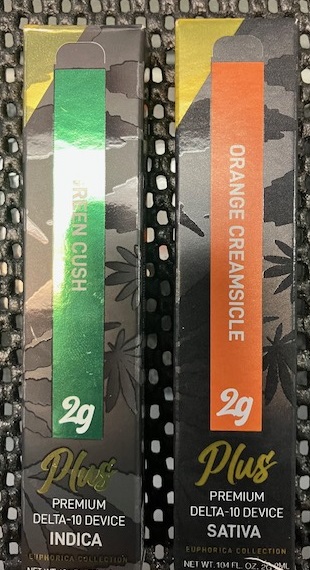 GREEN CUSH
2g
Plus
PREMIUM
DELTA-10 DEVICE
INDICA
EUPHORICA COLLECTION
ORANGE CREAMSICLE
2g
Plus
PREMIUM
DELTA-10 DEVICE
SATIVA
EUPHORICA COLLECTION
NET WT .104 FL. OZ.